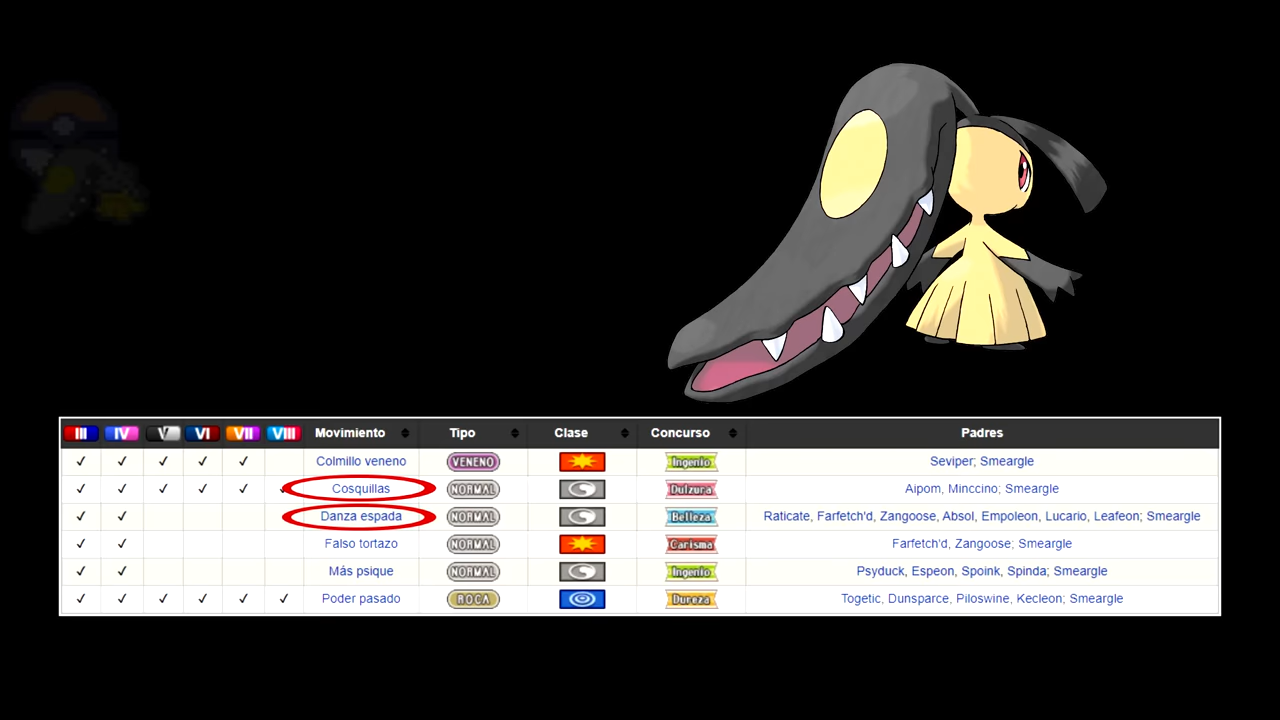 III IV V VI VII VIII Movimiento Tipo Clase Concurso Padres
✓ ✓ ✓ ✓ ✓ Colmillo veneno VENENO Ingenio Seviper; Smeargle
✓ ✓ ✓ ✓ ✓ ✓ Cosquillas NORMAL Dulzura Aipom, Minccino; Smeargle
✓ ✓ Danza espada NORMAL Belleza Raticate, Farfetch'd, Zangoose, Absol, Empoleon, Lucario, Leafeon; Smeargle
✓ ✓ Falso tortazo NORMAL Carisma Farfetch'd, Zangoose; Smeargle
✓ ✓ Más psique NORMAL Ingenio Psyduck, Espeon, Spoink, Spinda; Smeargle
✓ ✓ ✓ ✓ ✓ ✓ Poder pasado ROCA Dureza Togetic, Dunsparce, Piloswine, Kecleon; Smeargle